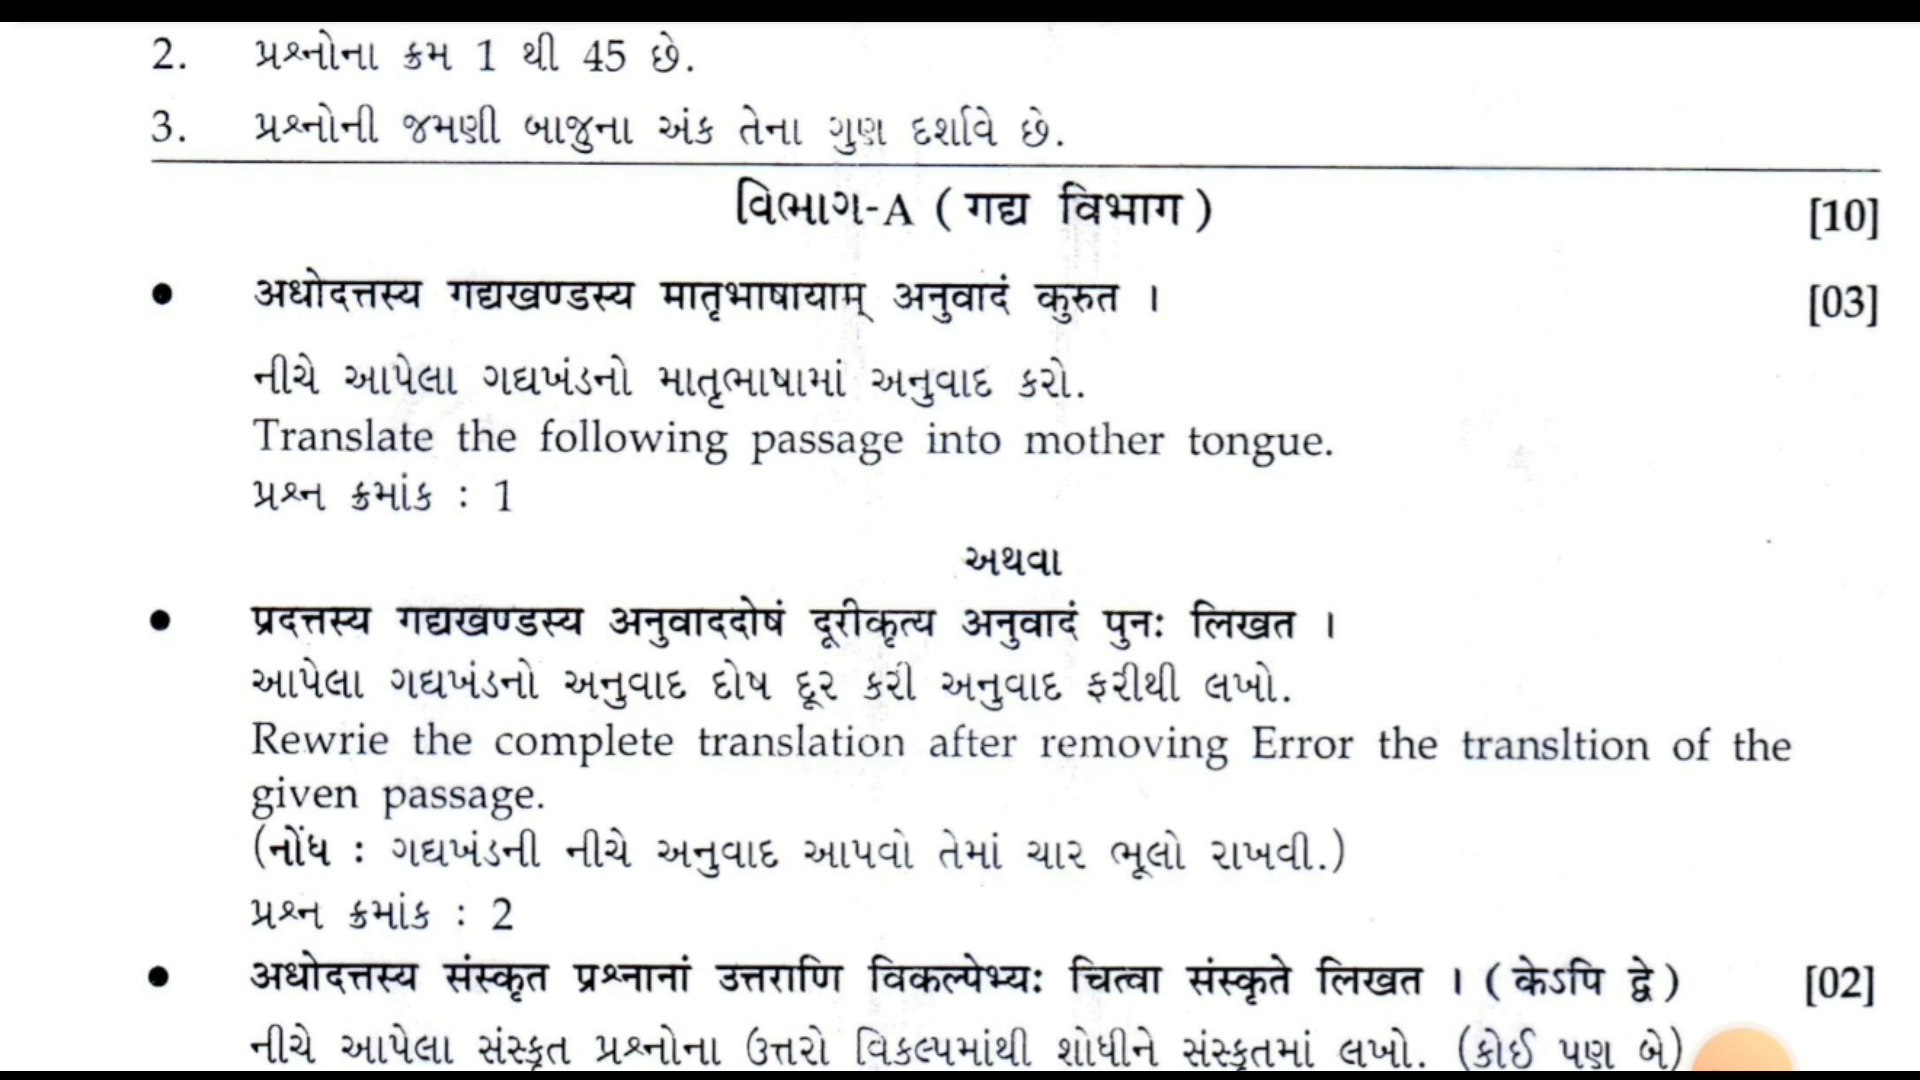 2. પ્રશ્નોના ક્રમ 1 થી 45 છે.
3. પ્રશ્નોની જમણી બાજુના અંક તેના ગુણ દર્શાવે છે.
વિભાગ-A ( गद्य विभाग ) [10]
● अधोदत्तस्य गद्यखण्डस्य मातृभाषायाम् अनुवादं कुरुत । [03]
નીચે આપેલા ગદ્યખંડનો માતૃભાષામાં અનુવાદ કરો.
Translate the following passage into mother tongue.
પ્રશ્ન ક્રમાંક : 1
અથવા
● प्रदत्तस्य गद्यखण्डस्य अनुवाददोषं दूरीकृत्य अनुवादं पुनः लिखत ।
આપેલા ગદ્યખંડનો અનુવાદ દોષ દૂર કરી અનુવાદ ફરીથી લખો.
Rewrie the complete translation after removing Error the transltion of the
given passage.
(નોંધ : ગદ્યખંડની નીચે અનુવાદ આપવો તેમાં ચાર ભૂલો રાખવી.)
પ્રશ્ન ક્રમાંક : 2
● अधोदत्तस्य संस्कृत प्रश्नानां उत्तराणि विकल्पेभ्यः चित्वा संस्कृते लिखत । ( केऽपि द्वे ) [02]
નીચે આપેલા સંસ્કૃત પ્રશ્નોના ઉત્તરો વિકલ્પમાંથી શોધીને સંસ્કૃતમાં લખો. (કોઈ પણ બે)